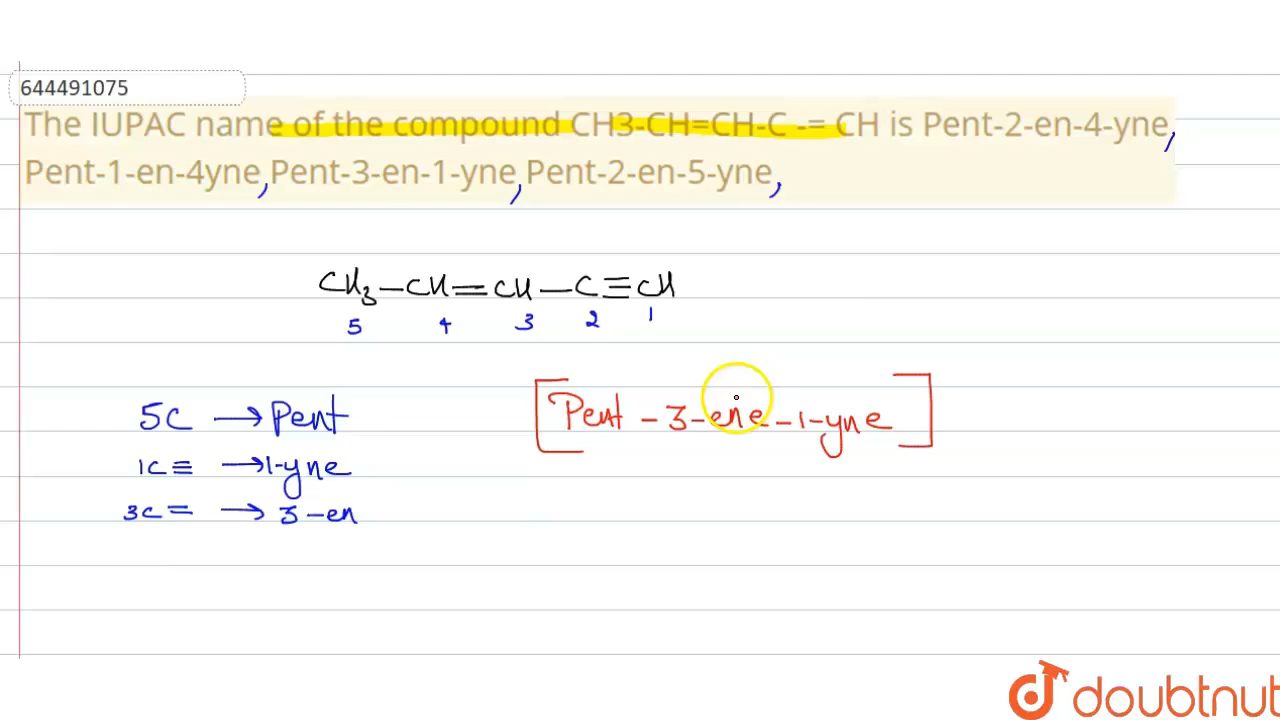 644491075
The IUPAC name of the compound CH3-CH=CH-C -= CH is Pent-2-en-4-yne,
Pent-1-en-4yne,Pent-3-en-1-yne,Pent-2-en-5-yne,
CH3-CH=CH-C≡CH
5 4 3 2 1
5C → Pent [Pent-3-ene-1-yne]
1C≡ → 1-yne
3C= → 3-en
doubtnut